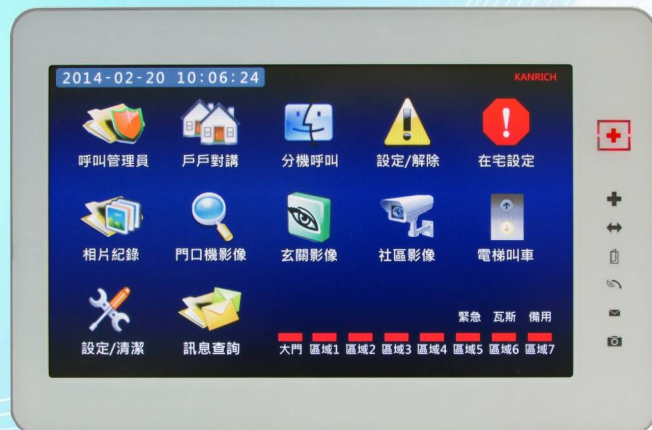 2014-02-20 10:06:24
KANRICH
呼叫管理員 戶戶對講 分機呼叫 設定/解除 在宅設定
相片紀錄 門口機影像 玄關影像 社區影像 電梯叫車
緊急 瓦斯 備用
設定/清潔 訊息查詢 大門 區域1 區域2 區域3 區域4 區域5 區域6 區域7